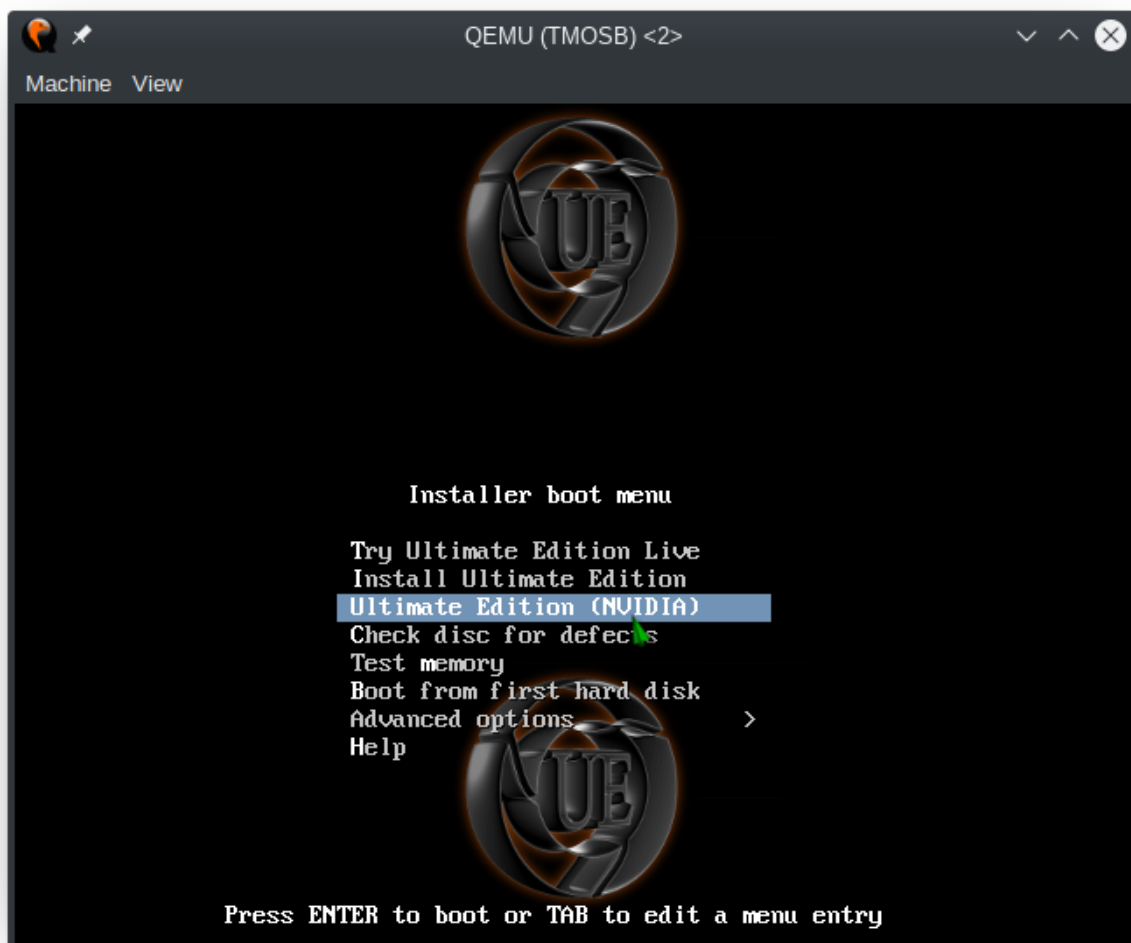 QEMU (TMOSB) <2>
Machine View
UE
Installer boot menu
Try Ultimate Edition Live
Install Ultimate Edition
Ultimate Edition (NVIDIA)
Check disc for defects
Test memory
Boot from first hard disk
Advanced options >
Help
UE
Press ENTER to boot or TAB to edit a menu entry